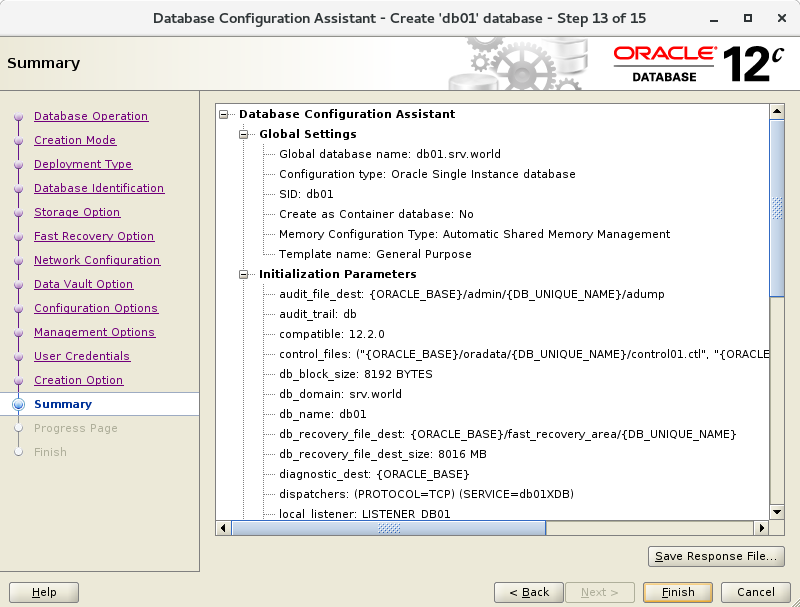 Database Configuration Assistant - Create 'db01' database - Step 13 of 15
Summary
ORACLE
DATABASE
12c
Database Operation
Creation Mode
Deployment Type
Database Identification
Storage Option
Fast Recovery Option
Network Configuration
Data Vault Option
Configuration Options
Management Options
User Credentials
Creation Option
Summary
Progress Page
Finish
Database Configuration Assistant
Global Settings
Global database name: db01.srv.world
Configuration type: Oracle Single Instance database
SID: db01
Create as Container database: No
Memory Configuration Type: Automatic Shared Memory Management
Template name: General Purpose
Initialization Parameters
audit_file_dest: {ORACLE_BASE}/admin/{DB_UNIQUE_NAME}/adump
audit_trail: db
compatible: 12.2.0
control_files: ("{ORACLE_BASE}/oradata/{DB_UNIQUE_NAME}/control01.ctl", "{ORACLE
db_block_size: 8192 BYTES
db_domain: srv.world
db_name: db01
db_recovery_file_dest: {ORACLE_BASE}/fast_recovery_area/{DB_UNIQUE_NAME}
db_recovery_file_dest_size: 8016 MB
diagnostic_dest: {ORACLE_BASE}
dispatchers: (PROTOCOL=TCP) (SERVICE=db01XDB)
local_listener: LISTENER_DB01
Save Response File...
Help
< Back
Next >
Finish
Cancel